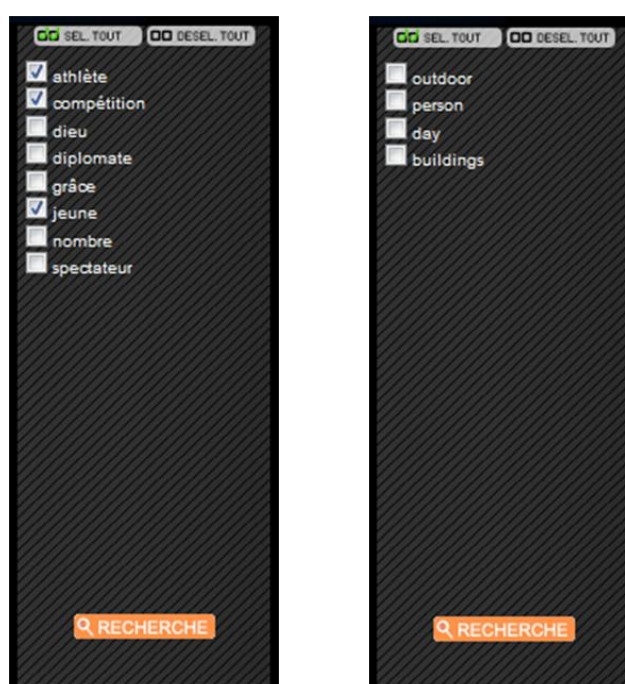 SEL. TOUT DESEL. TOUT
athlète
compétition
dieu
diplomate
grâce
jeune
nombre
spectateur
RECHERCHE
SEL. TOUT DESEL. TOUT
outdoor
person
day
buildings
RECHERCHE